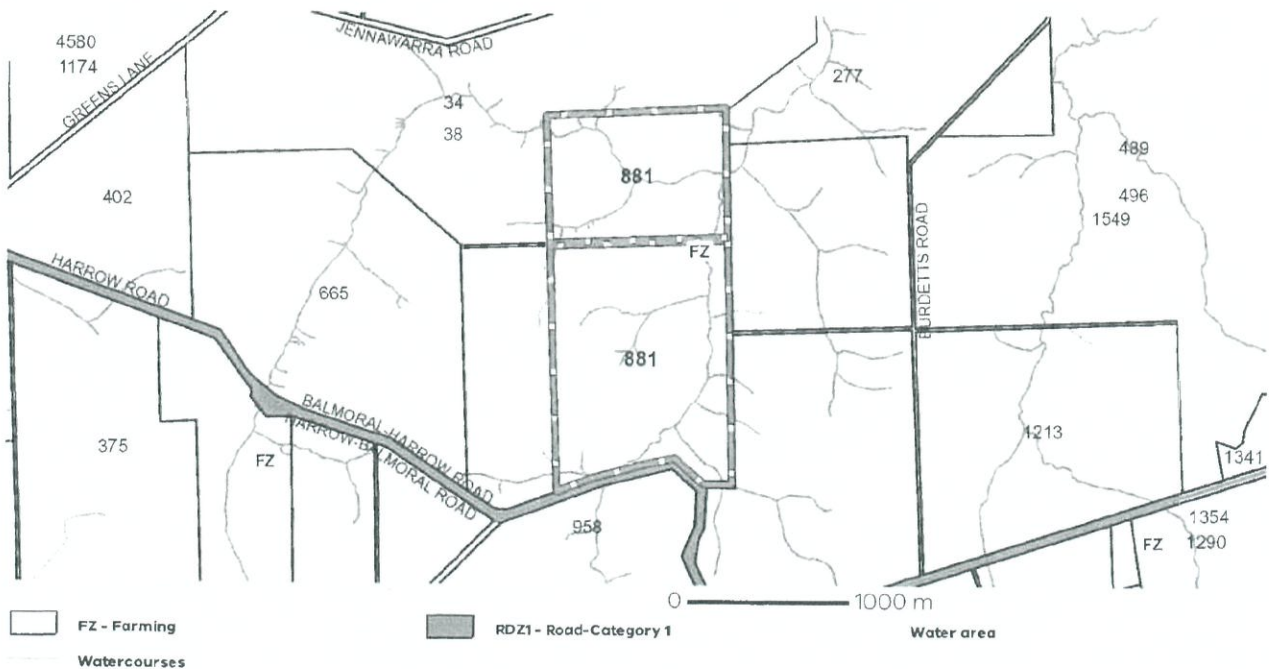 4580
1174
GREENS LANE
JENNAWARRA ROAD
34
38
277
881
402
489
496
1549
BURDETTS ROAD
FZ
HARROW ROAD
665
881
BALMORAL-HARROW ROAD
HARROW-BALMORAL ROAD
375
FZ
1213
1341
958
1354
FZ 1290
0 1000 m
FZ - Farming
RDZ1 - Road-Category 1
Water area
Watercourses